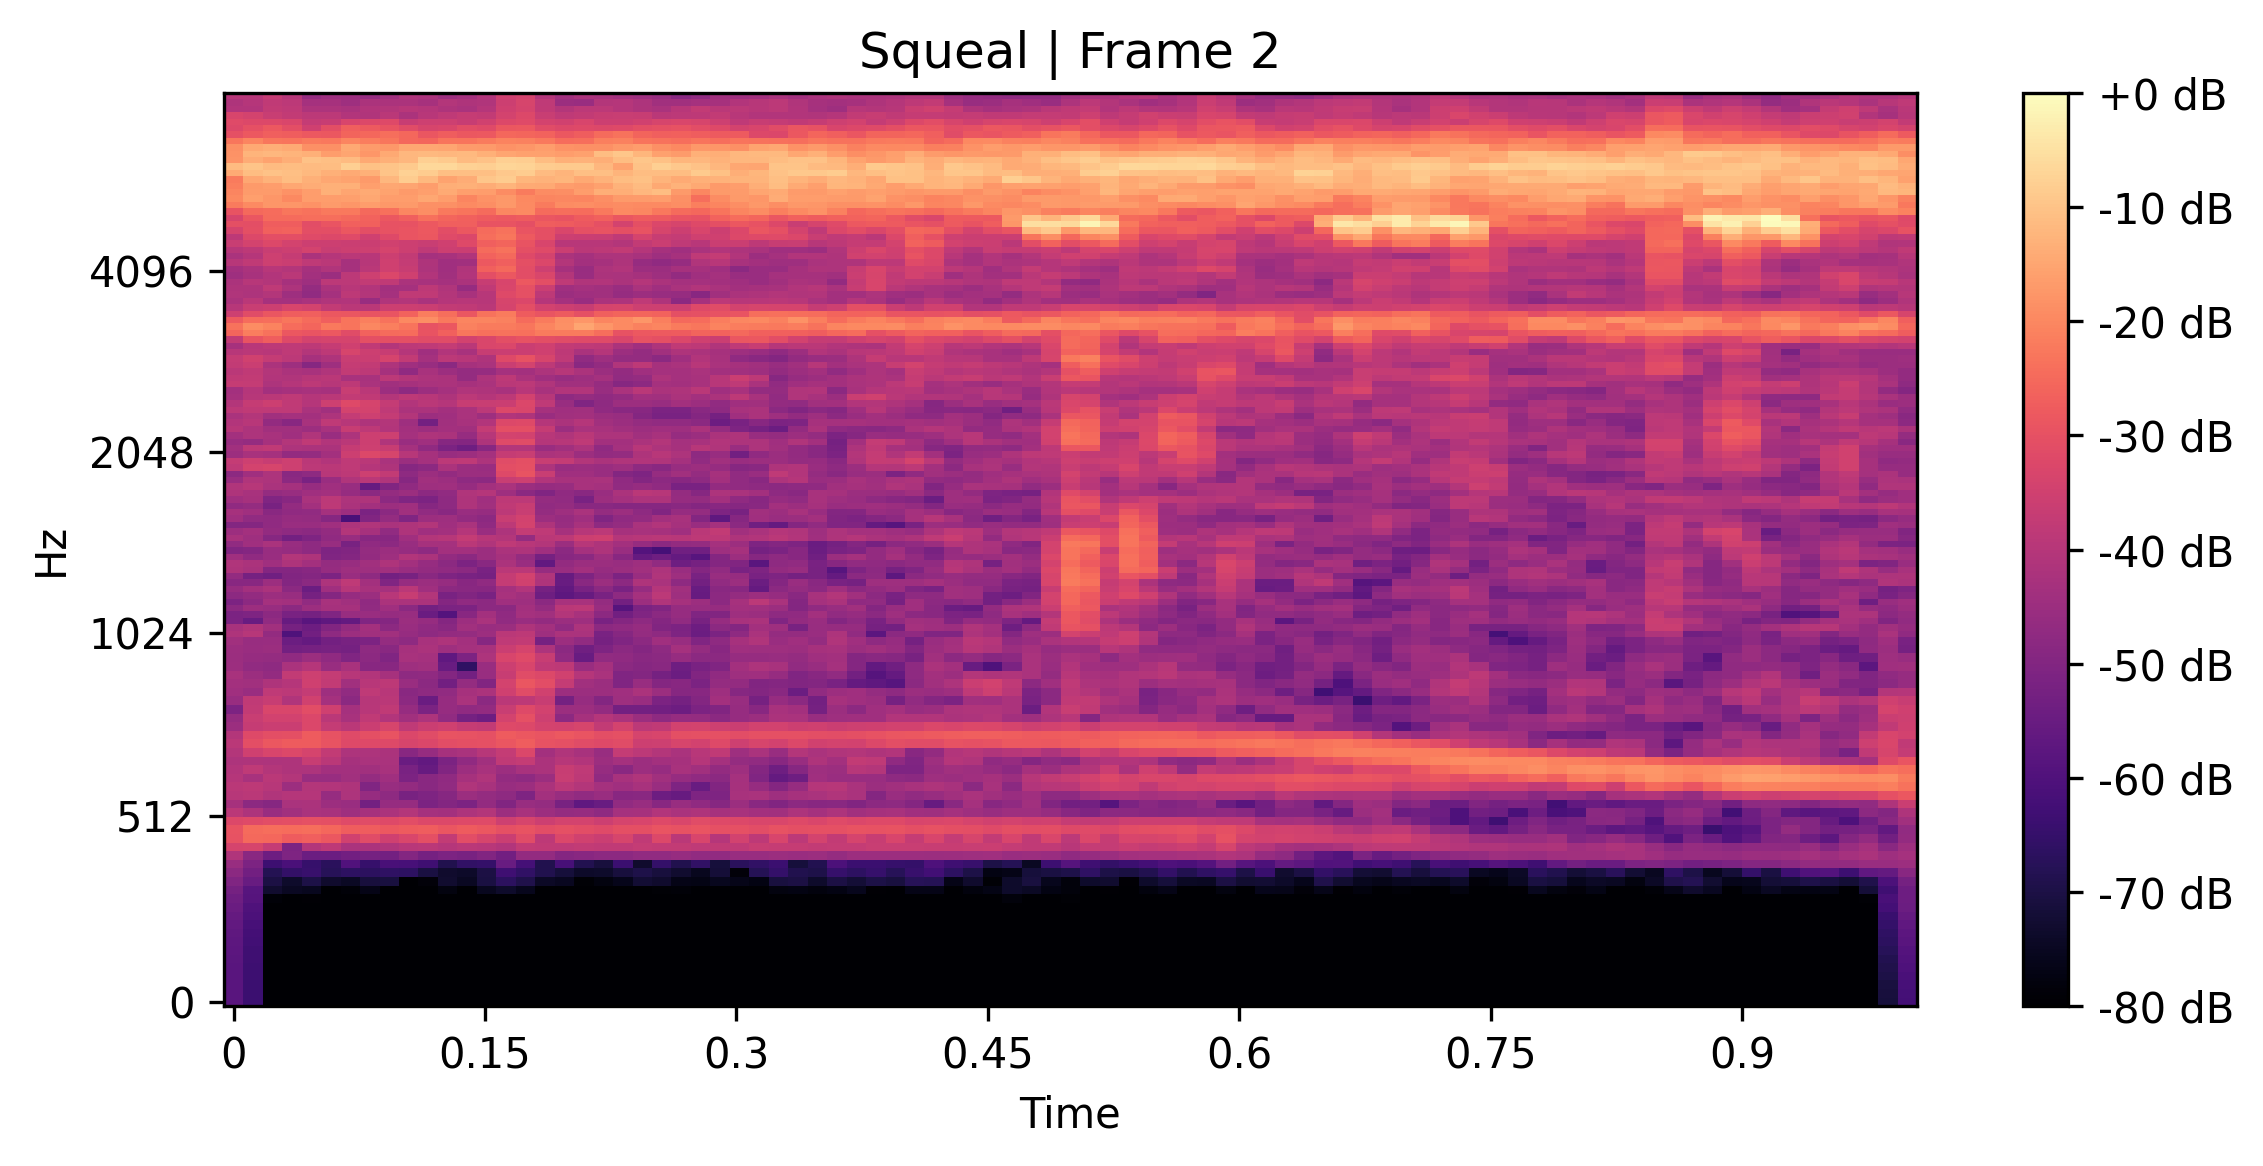 Squeal | Frame 2
Hz
4096
2048
1024
512
0
0 0.15 0.3 0.45 0.6 0.75 0.9
Time
+0 dB
-10 dB
-20 dB
-30 dB
-40 dB
-50 dB
-60 dB
-70 dB
-80 dB